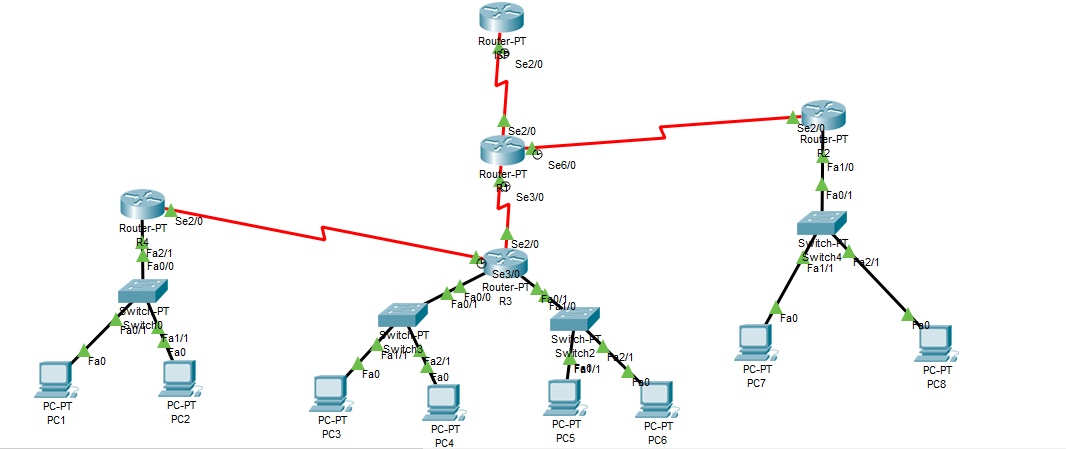 Router-PT
ISP
Se2/0
Se2/0
Router-PT
R1
Se6/0
Se3/0
Se2/0
Router-PT
R2
Fa1/0
Fa0/1
Switch-PT
Switch4
Fa1/1
Fa2/1
Fa0
Fa0
PC-PT
PC7
PC-PT
PC8
Se2/0
Router-PT
R4
Fa2/1
Fa0/0
Switch-PT
Switch0
Fa0/1
Fa1/1
Fa0
Fa0
PC-PT
PC1
PC-PT
PC2
Se2/0
Se3/0
Router-PT
R3
Fa0/0
Fa0/1
Fa0/1
Fa1/0
Switch-PT
Fa1/1
Fa2/1
Fa0
Fa0
PC-PT
PC3
PC-PT
PC4
Switch-PT
Switch2
Fa2/1
Fa0
Fa1/1
Fa0
PC-PT
PC5
PC-PT
PC6